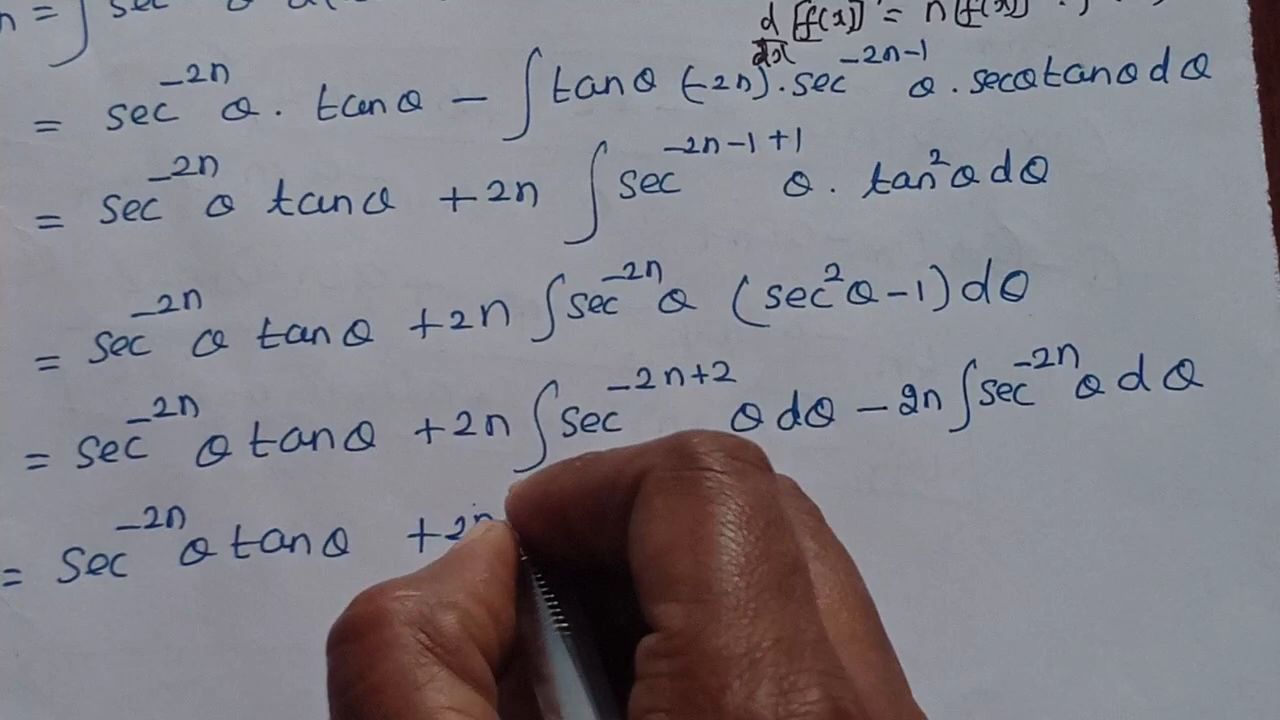 n = ∫ sec θ d(
d/dx [f(x)] = n[f(x)]
= sec^{-2n} θ . tan θ − ∫ tan θ (-2n) . sec^{-2n-1} θ . secθ tanθ dθ
= sec^{-2n} θ tan θ + 2n ∫ sec^{-2n-1+1} θ . tan^2 θ dθ
= sec^{-2n} θ tan θ + 2n ∫ sec^{-2n} θ (sec^2 θ - 1) dθ
= sec^{-2n} θ tan θ + 2n ∫ sec^{-2n+2} θ dθ − 2n ∫ sec^{-2n} θ dθ
= sec^{-2n} θ tan θ + 2n